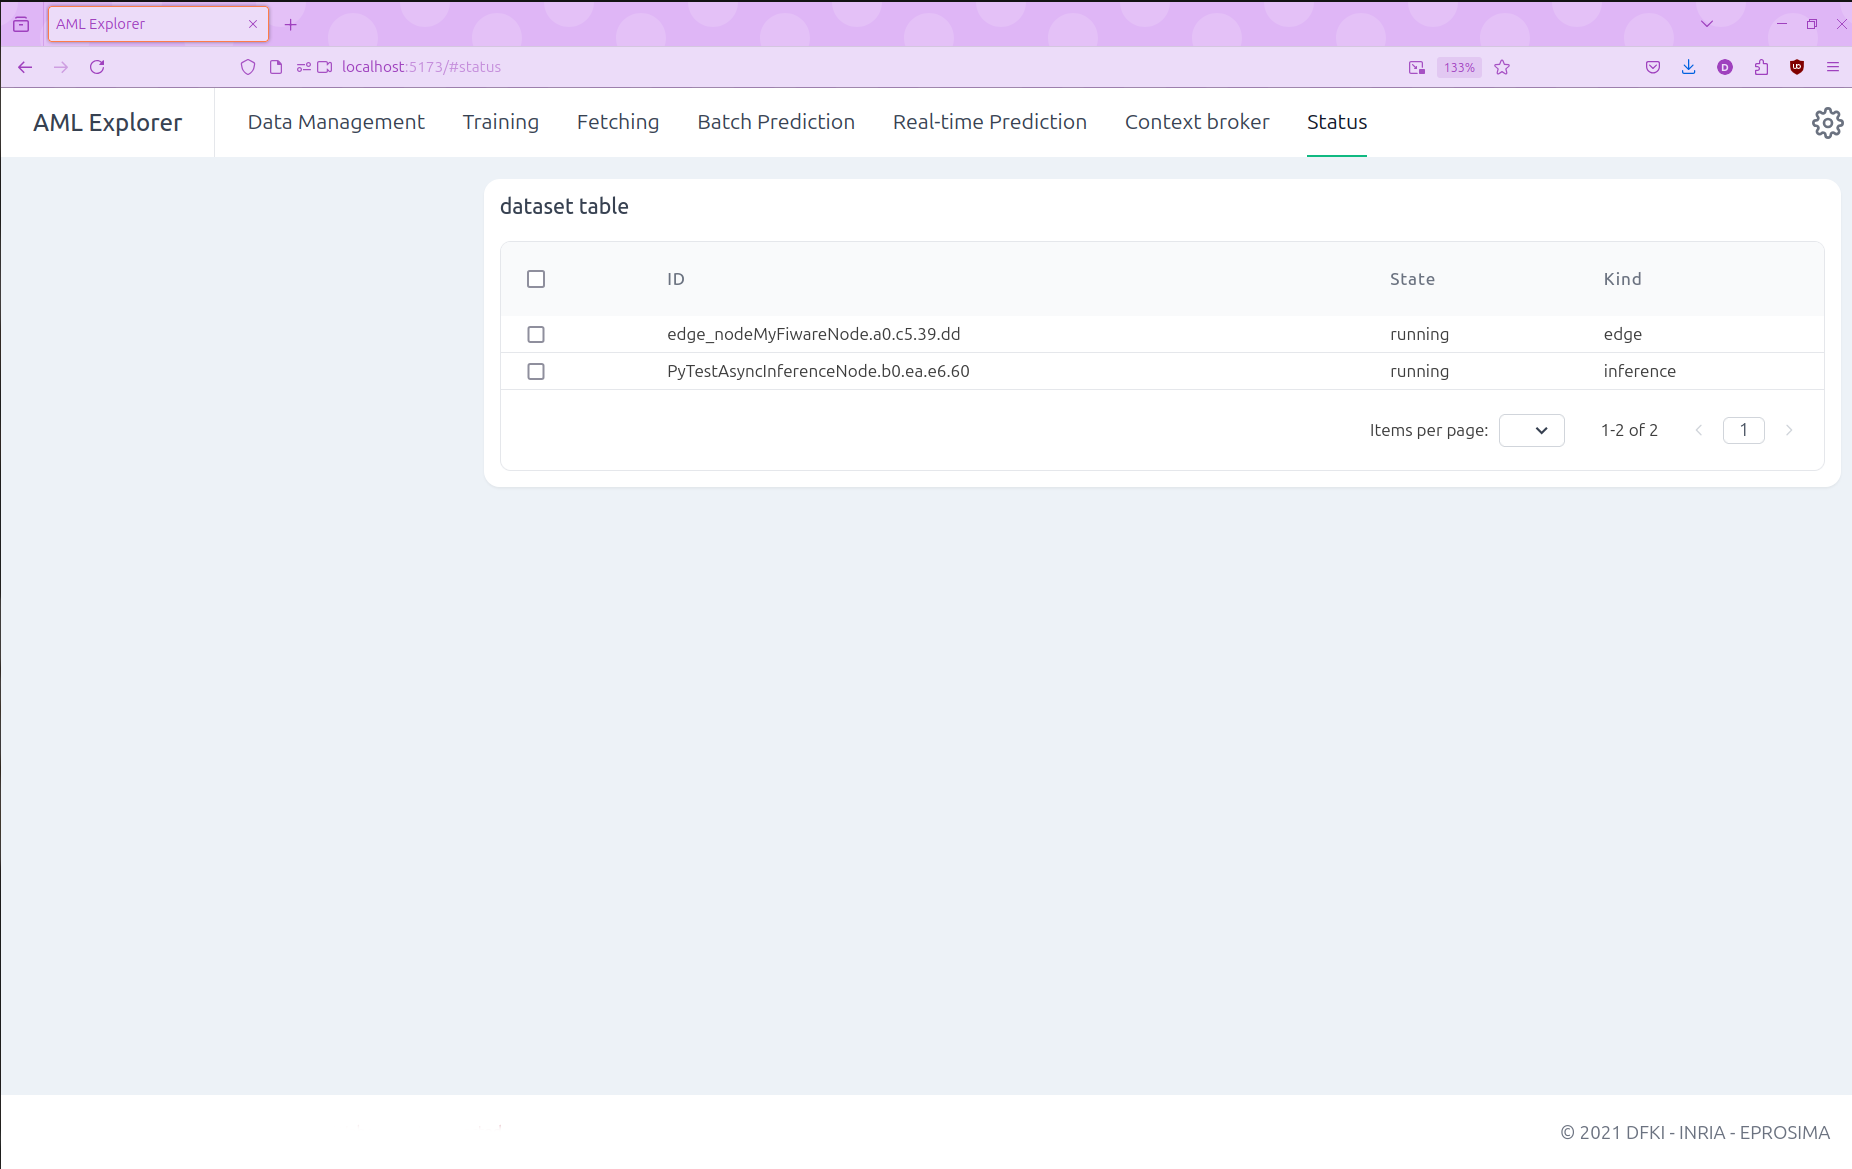 AML Explorer
localhost:5173/#status
133%
D
AML Explorer
Data Management
Training
Fetching
Batch Prediction
Real-time Prediction
Context broker
Status
dataset table
ID State Kind
edge_nodeMyFiwareNode.a0.c5.39.dd running edge
PyTestAsyncInferenceNode.b0.ea.e6.60 running inference
Items per page: 1-2 of 2 1
© 2021 DFKI - INRIA - EPROSIMA